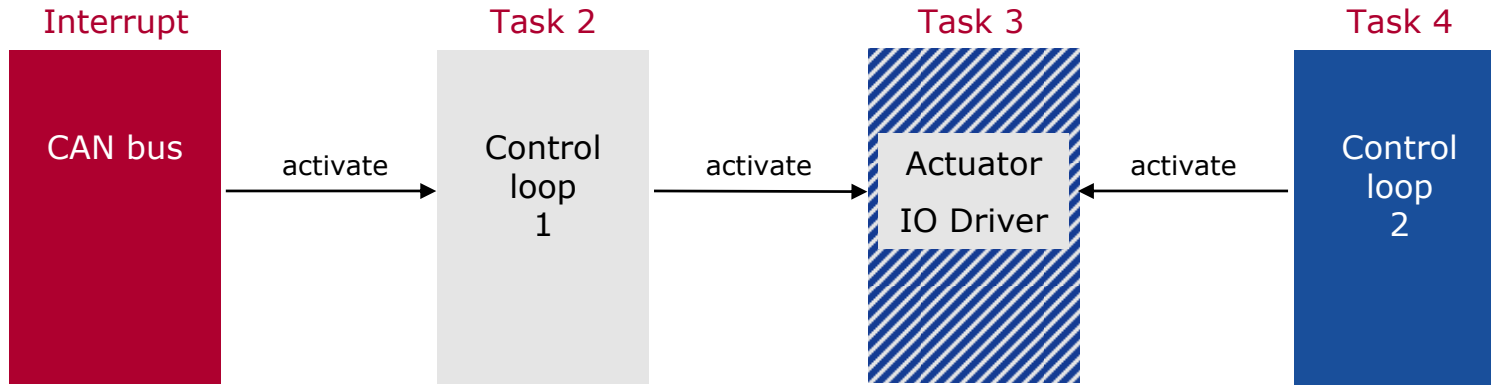 Interrupt
Task 2
Task 3
Task 4
CAN bus
activate
Control
loop
1
activate
Actuator
IO Driver
activate
Control
loop
2